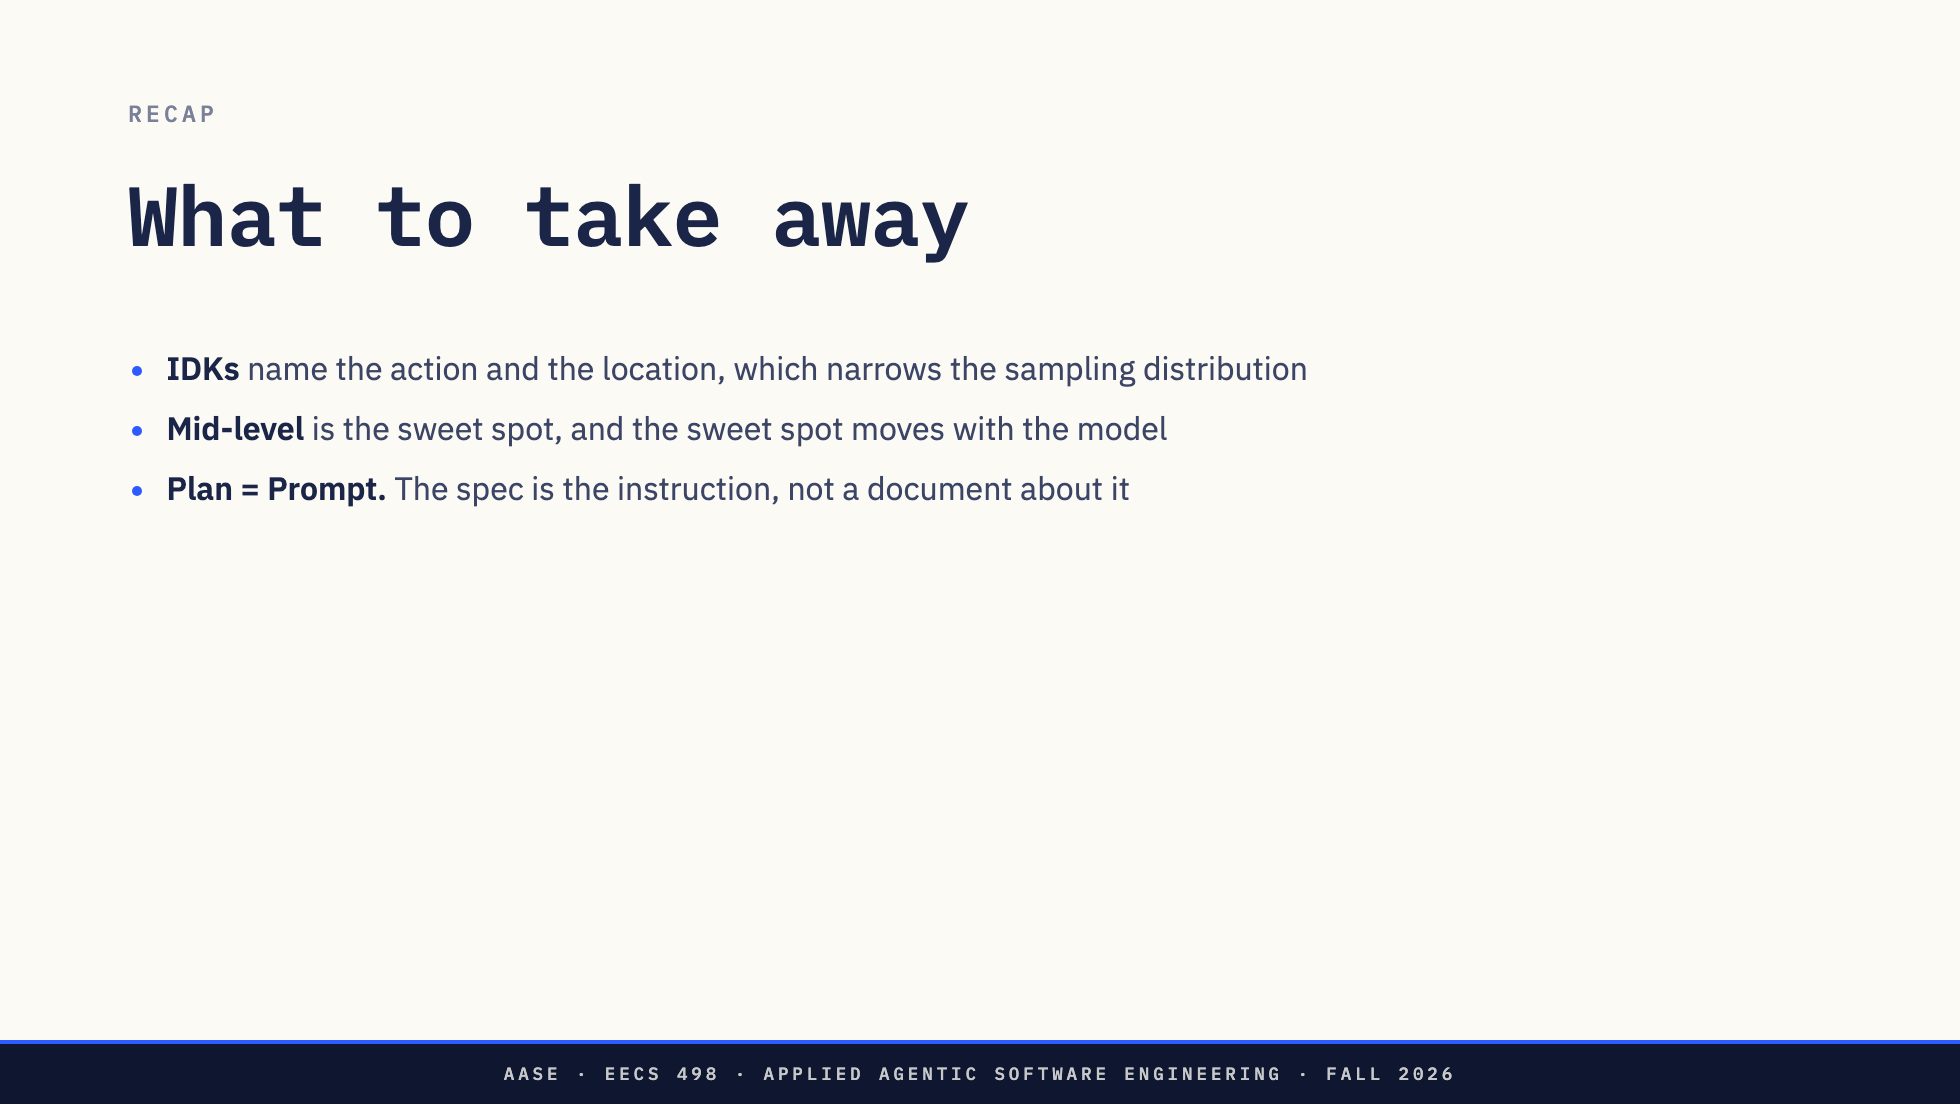 RECAP
What to take away
• IDKs name the action and the location, which narrows the sampling distribution
• Mid-level is the sweet spot, and the sweet spot moves with the model
• Plan = Prompt. The spec is the instruction, not a document about it
AASE · EECS 498 · APPLIED AGENTIC SOFTWARE ENGINEERING · FALL 2026